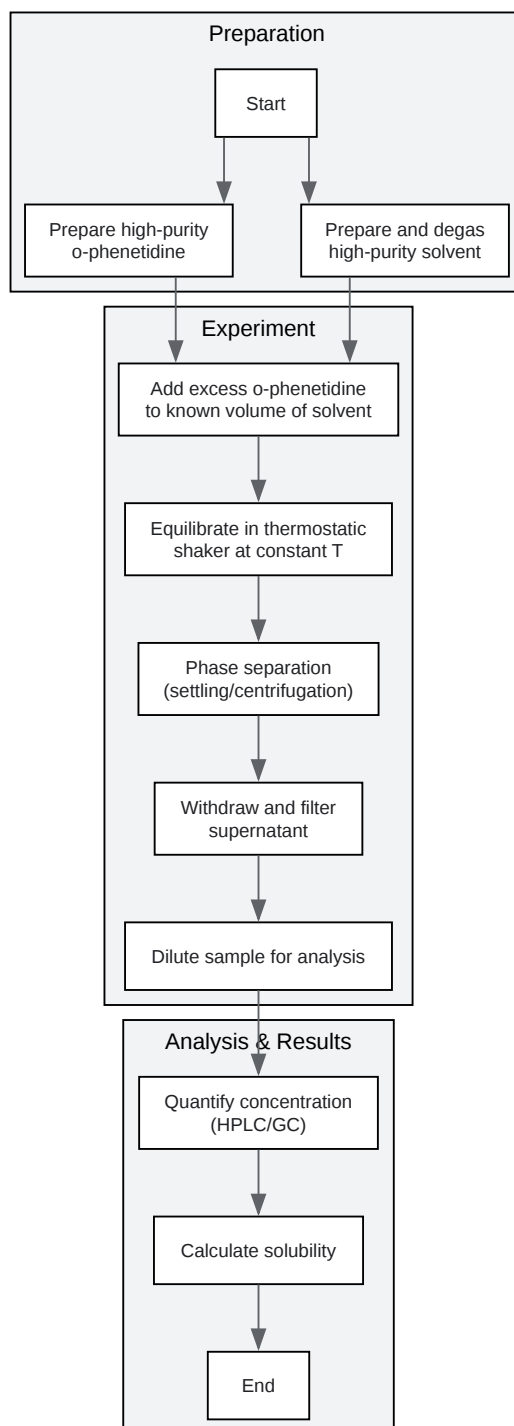 Preparation
Start
Prepare high-purity
o-phenetidine
Prepare and degas
high-purity solvent
Experiment
Add excess o-phenetidine
to known volume of solvent
Equilibrate in thermostatic
shaker at constant T
Phase separation
(settling/centrifugation)
Withdraw and filter
supernatant
Dilute sample for analysis
Analysis & Results
Quantify concentration
(HPLC/GC)
Calculate solubility
End